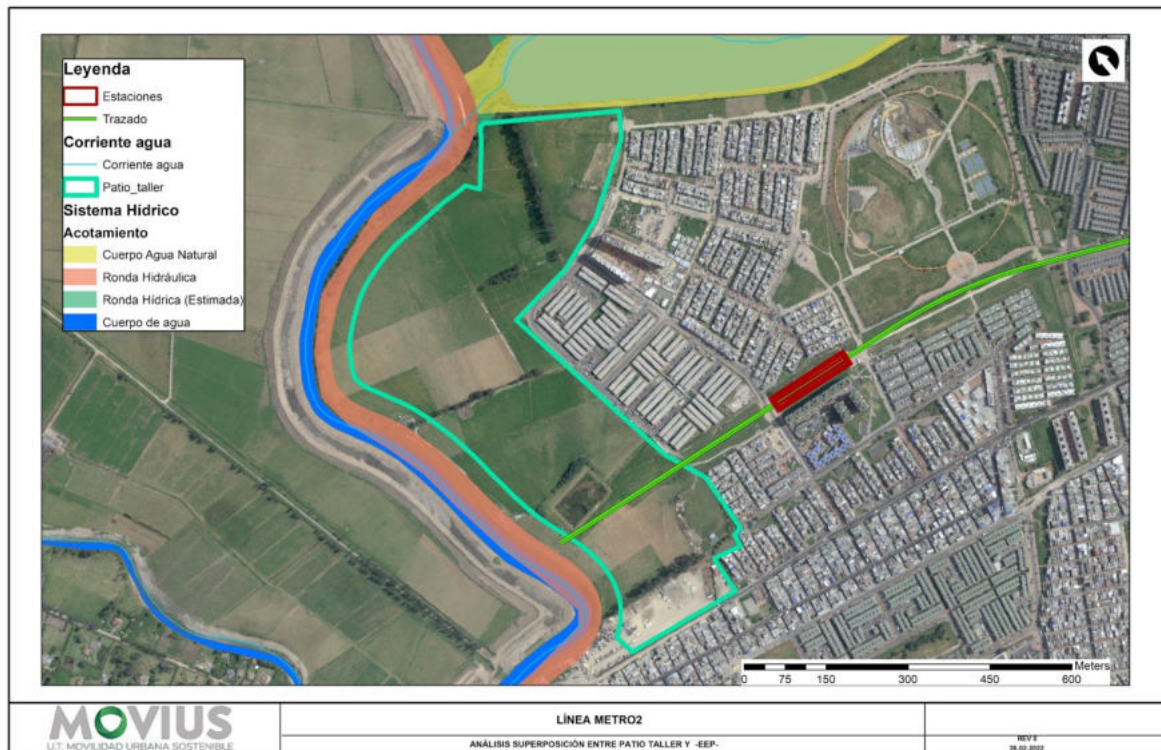 Leyenda
Estaciones
Trazado
Corriente agua
Corriente agua
Patio_taller
Sistema Hídrico
Acotamiento
Cuerpo Agua Natural
Ronda Hidráulica
Ronda Hídrica (Estimada)
Cuerpo de agua
Meters
0 75 150 300 450 600
MOVIUS
U.T. MOVILIDAD URBANA SOSTENIBLE
LÍNEA METRO2
ANÁLISIS SUPERPOSICIÓN ENTRE PATIO TALLER Y -EEP-